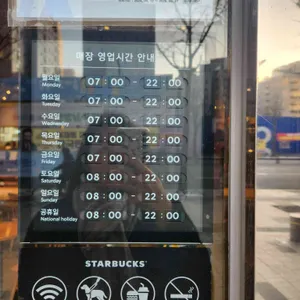 매장 영업시간 안내
월요일 07 : 00 - 22 : 00
Monday
화요일 07 : 00 - 22 : 00
Tuesday
수요일 07 : 00 - 22 : 00
Wednesday
목요일 07 : 00 - 22 : 00
Thursday
금요일 07 : 00 - 22 : 00
Friday
토요일 08 : 00 - 22 : 00
Saturday
일요일 08 : 00 - 22 : 00
Sunday
공휴일 08 : 00 - 22 : 00
National holiday
STARBUCKS